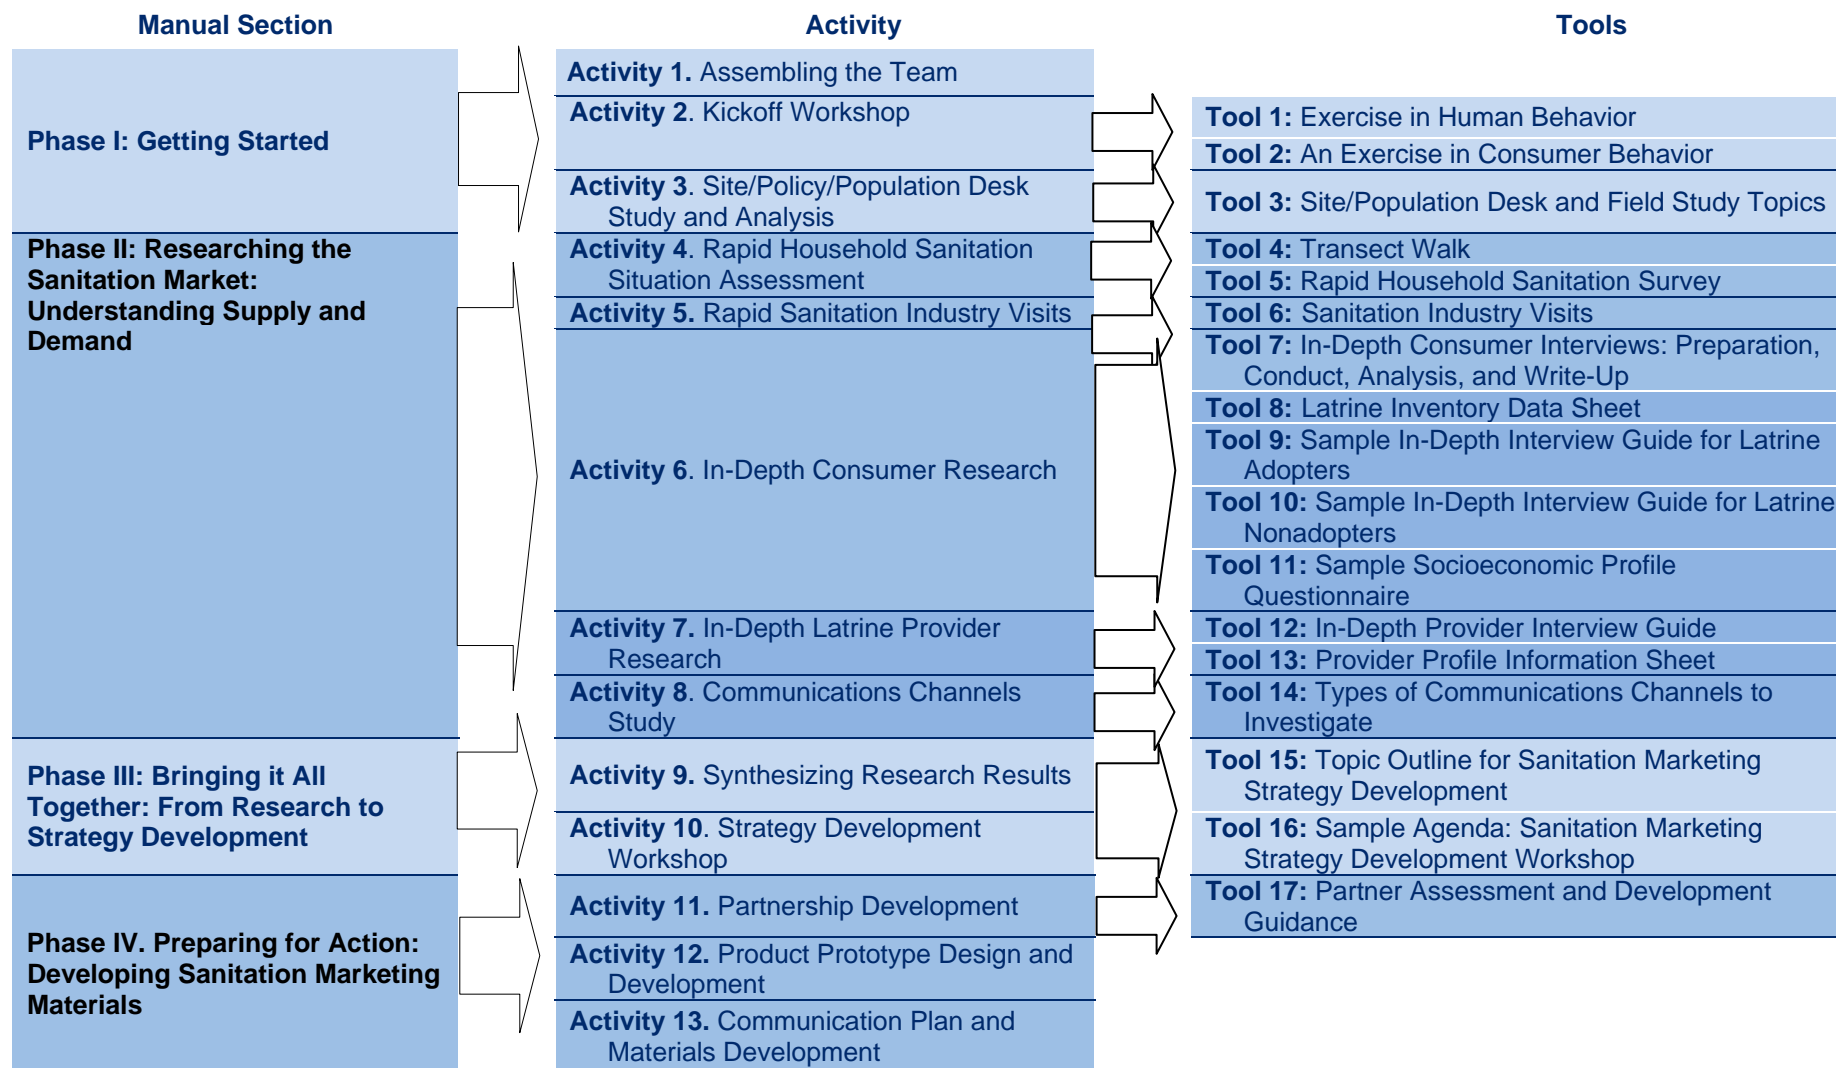 Manual Section
Activity
Tools
Phase I: Getting Started
Activity 1. Assembling the Team
Activity 2. Kickoff Workshop
Tool 1: Exercise in Human Behavior
Tool 2: An Exercise in Consumer Behavior
Activity 3. Site/Policy/Population Desk
Study and Analysis
Tool 3: Site/Population Desk and Field Study Topics
Phase II: Researching the
Sanitation Market:
Understanding Supply and
Demand
Activity 4. Rapid Household Sanitation
Situation Assessment
Tool 4: Transect Walk
Tool 5: Rapid Household Sanitation Survey
Activity 5. Rapid Sanitation Industry Visits
Tool 6: Sanitation Industry Visits
Activity 6. In-Depth Consumer Research
Tool 7: In-Depth Consumer Interviews: Preparation,
Conduct, Analysis, and Write-Up
Tool 8: Latrine Inventory Data Sheet
Tool 9: Sample In-Depth Interview Guide for Latrine
Adopters
Tool 10: Sample In-Depth Interview Guide for Latrine
Nonadopters
Tool 11: Sample Socioeconomic Profile
Questionnaire
Activity 7. In-Depth Latrine Provider
Research
Tool 12: In-Depth Provider Interview Guide
Tool 13: Provider Profile Information Sheet
Activity 8. Communications Channels
Study
Tool 14: Types of Communications Channels to
Investigate
Phase III: Bringing it All
Together: From Research to
Strategy Development
Activity 9. Synthesizing Research Results
Tool 15: Topic Outline for Sanitation Marketing
Strategy Development
Activity 10. Strategy Development
Workshop
Tool 16: Sample Agenda: Sanitation Marketing
Strategy Development Workshop
Phase IV. Preparing for Action:
Developing Sanitation Marketing
Materials
Activity 11. Partnership Development
Tool 17: Partner Assessment and Development
Guidance
Activity 12. Product Prototype Design and
Development
Activity 13. Communication Plan and
Materials Development